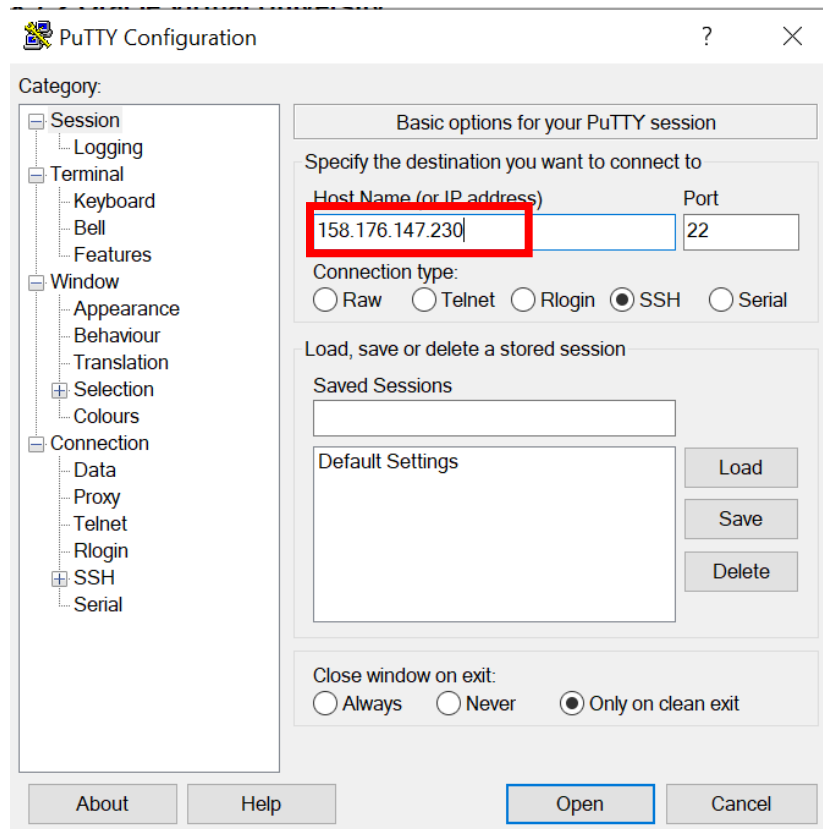 PuTTY Configuration
?
Category:
Session
Logging
Terminal
Keyboard
Bell
Features
Window
Appearance
Behaviour
Translation
Selection
Colours
Connection
Data
Proxy
Telnet
Rlogin
SSH
Serial
Basic options for your PuTTY session
Specify the destination you want to connect to
Host Name (or IP address) Port
158.176.147.230 22
Connection type:
Raw Telnet Rlogin SSH Serial
Load, save or delete a stored session
Saved Sessions
Default Settings
Load
Save
Delete
Close window on exit:
Always Never Only on clean exit
About Help Open Cancel